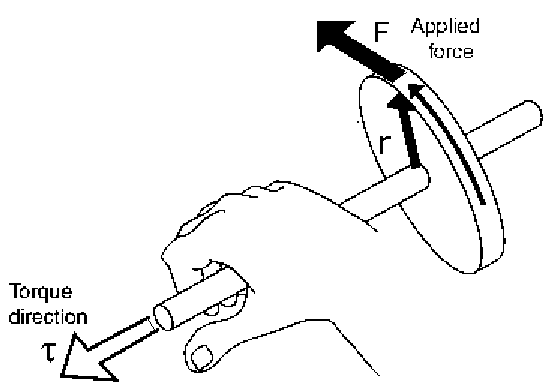 F
Applied
force
r
Torque
direction
τ